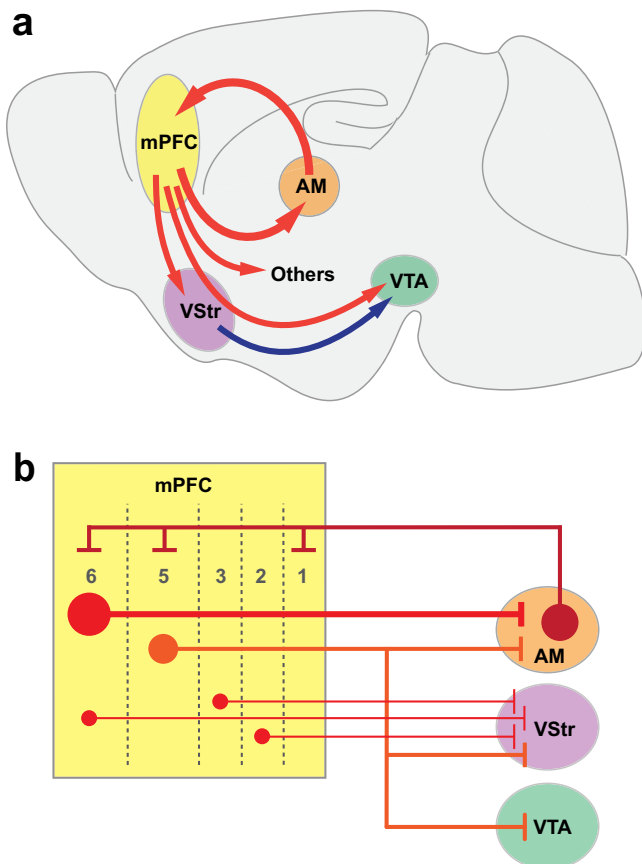 a
mPFC
AM
Others
VStr
VTA
b
mPFC
6 5 3 2 1
AM
VStr
VTA